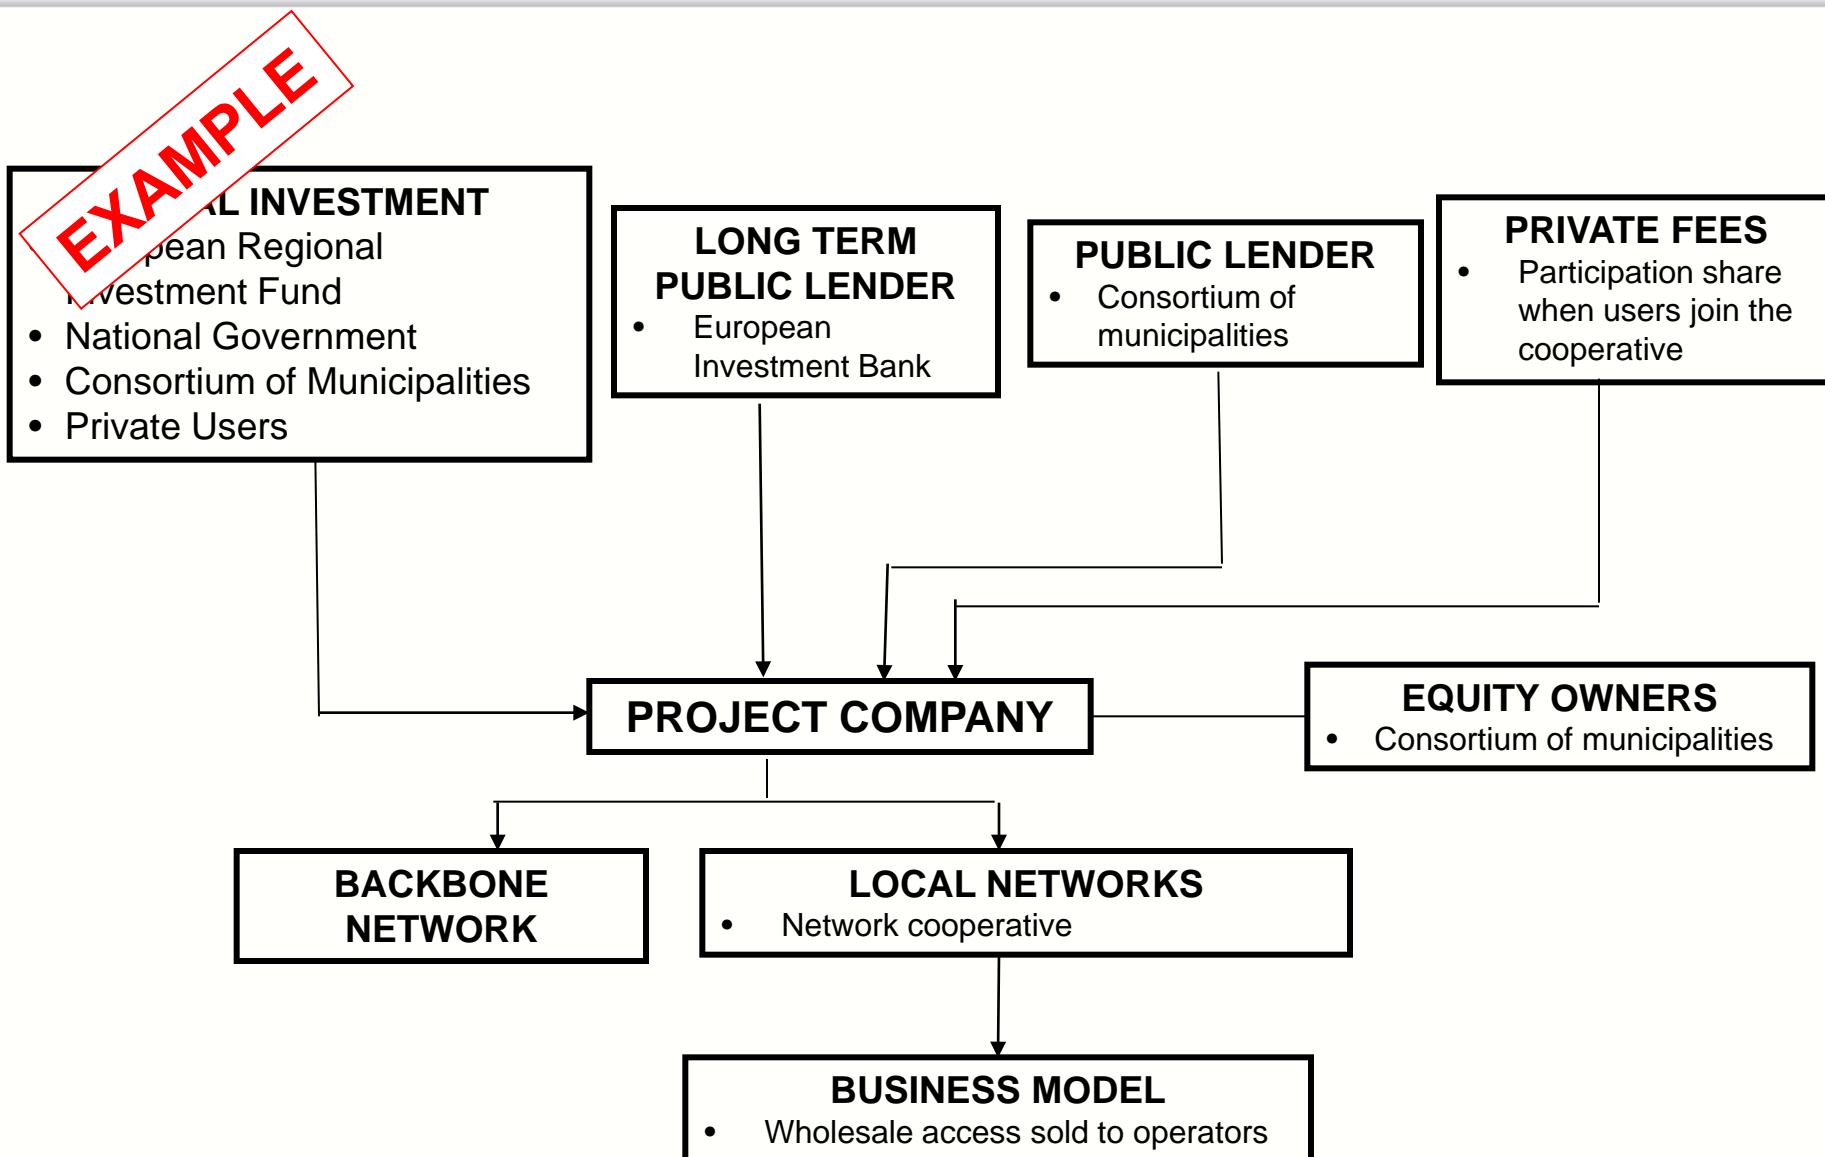 EXAMPLE
INVESTMENT
Regional
Investment Fund
• National Government
• Consortium of Municipalities
• Private Users
LONG TERM
PUBLIC LENDER
• European
Investment Bank
PUBLIC LENDER
• Consortium of
municipalities
PRIVATE FEES
• Participation share
when users join the
cooperative
PROJECT COMPANY
EQUITY OWNERS
• Consortium of municipalities
BACKBONE
NETWORK
LOCAL NETWORKS
• Network cooperative
BUSINESS MODEL
• Wholesale access sold to operators